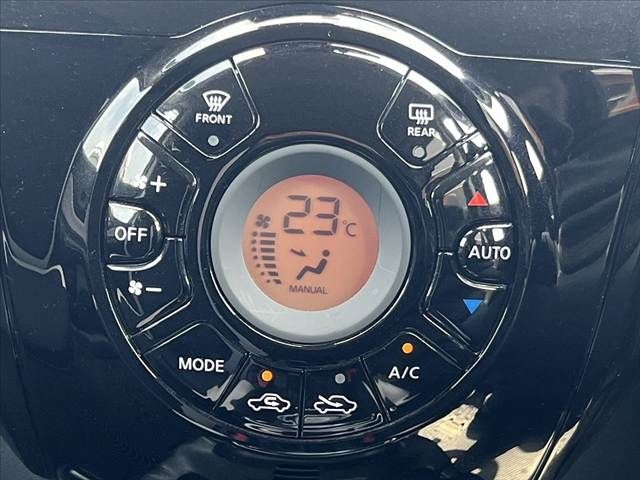 FRONT
REAR
+
OFF
−
23°C
MANUAL
AUTO
MODE
A/C